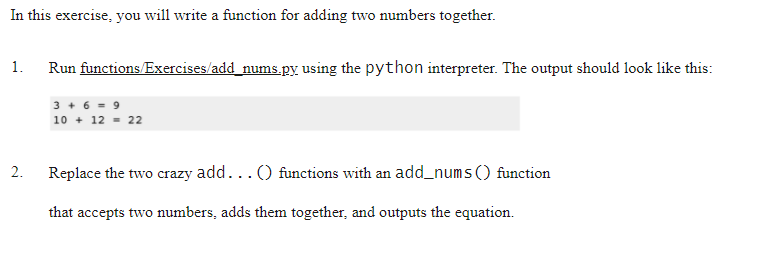 In this exercise, you will write a function for adding two numbers together.
1. Run functions/Exercises/add_nums.py using the python interpreter. The output should look like this:
3 + 6 = 9
10 + 12 = 22
2. Replace the two crazy add...() functions with an add_nums() function
that accepts two numbers, adds them together, and outputs the equation.